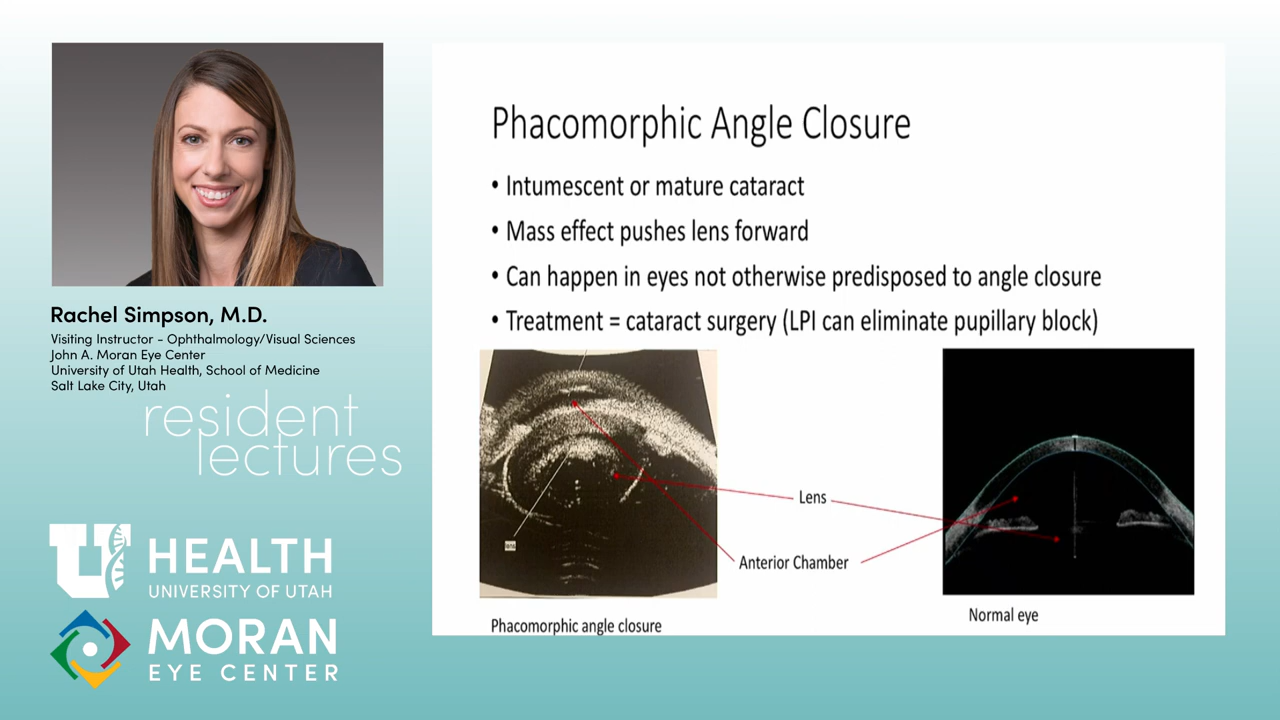 Rachel Simpson, M.D.
Visiting Instructor - Ophthalmology/Visual Sciences
John A. Moran Eye Center
University of Utah Health, School of Medicine
Salt Lake City, Utah
resident
lectures
U HEALTH
UNIVERSITY OF UTAH
MORAN
EYE CENTER
Phacomorphic Angle Closure
• Intumescent or mature cataract
• Mass effect pushes lens forward
• Can happen in eyes not otherwise predisposed to angle closure
• Treatment = cataract surgery (LPI can eliminate pupillary block)
Lens
Anterior Chamber
Phacomorphic angle closure
Normal eye